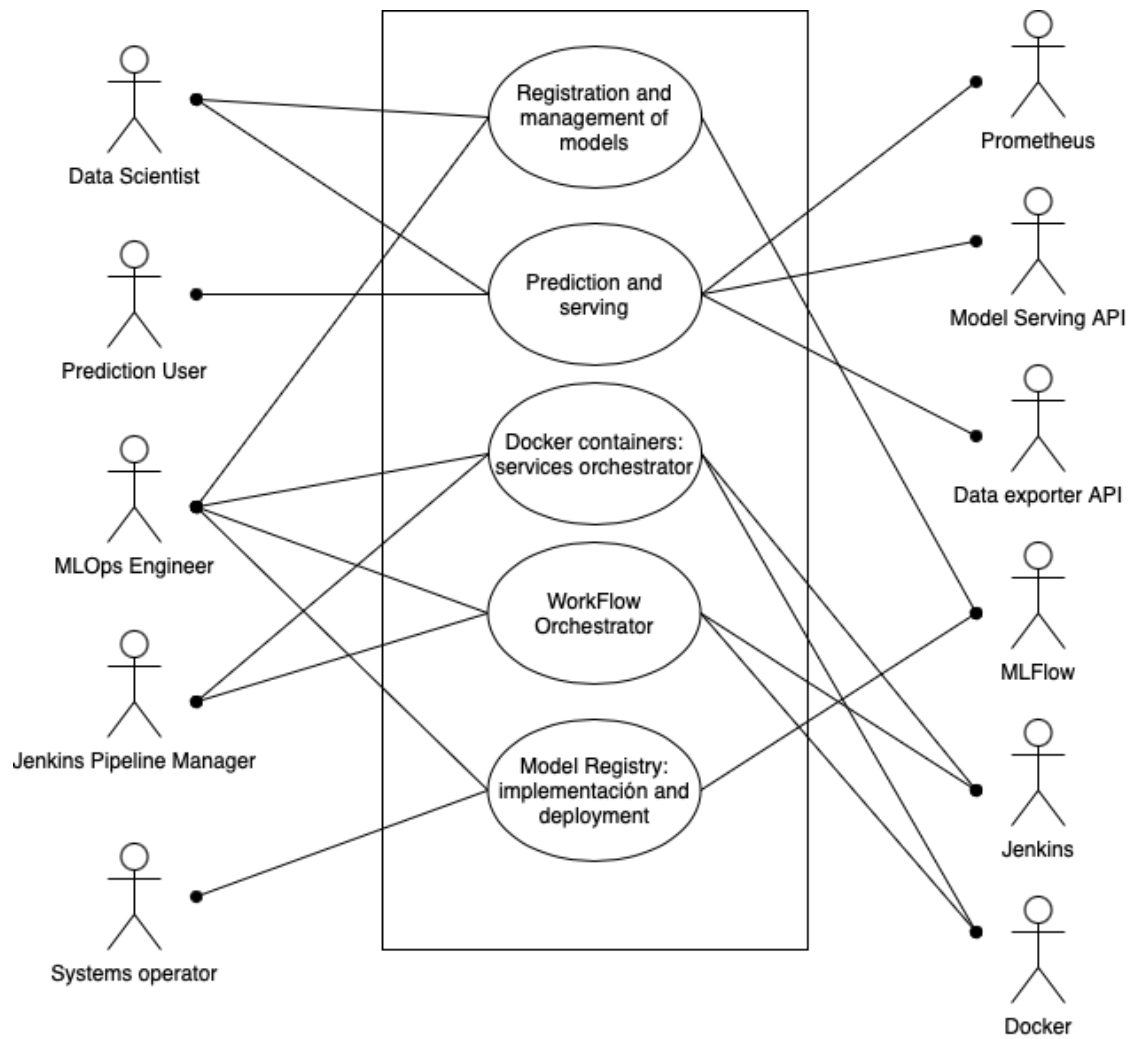 Data Scientist
Prediction User
MLOps Engineer
Jenkins Pipeline Manager
Systems operator
Registration and
management of
models
Prediction and
serving
Docker containers:
services orchestrator
WorkFlow
Orchestrator
Model Registry:
implementación and
deployment
Prometheus
Model Serving API
Data exporter API
MLFlow
Jenkins
Docker